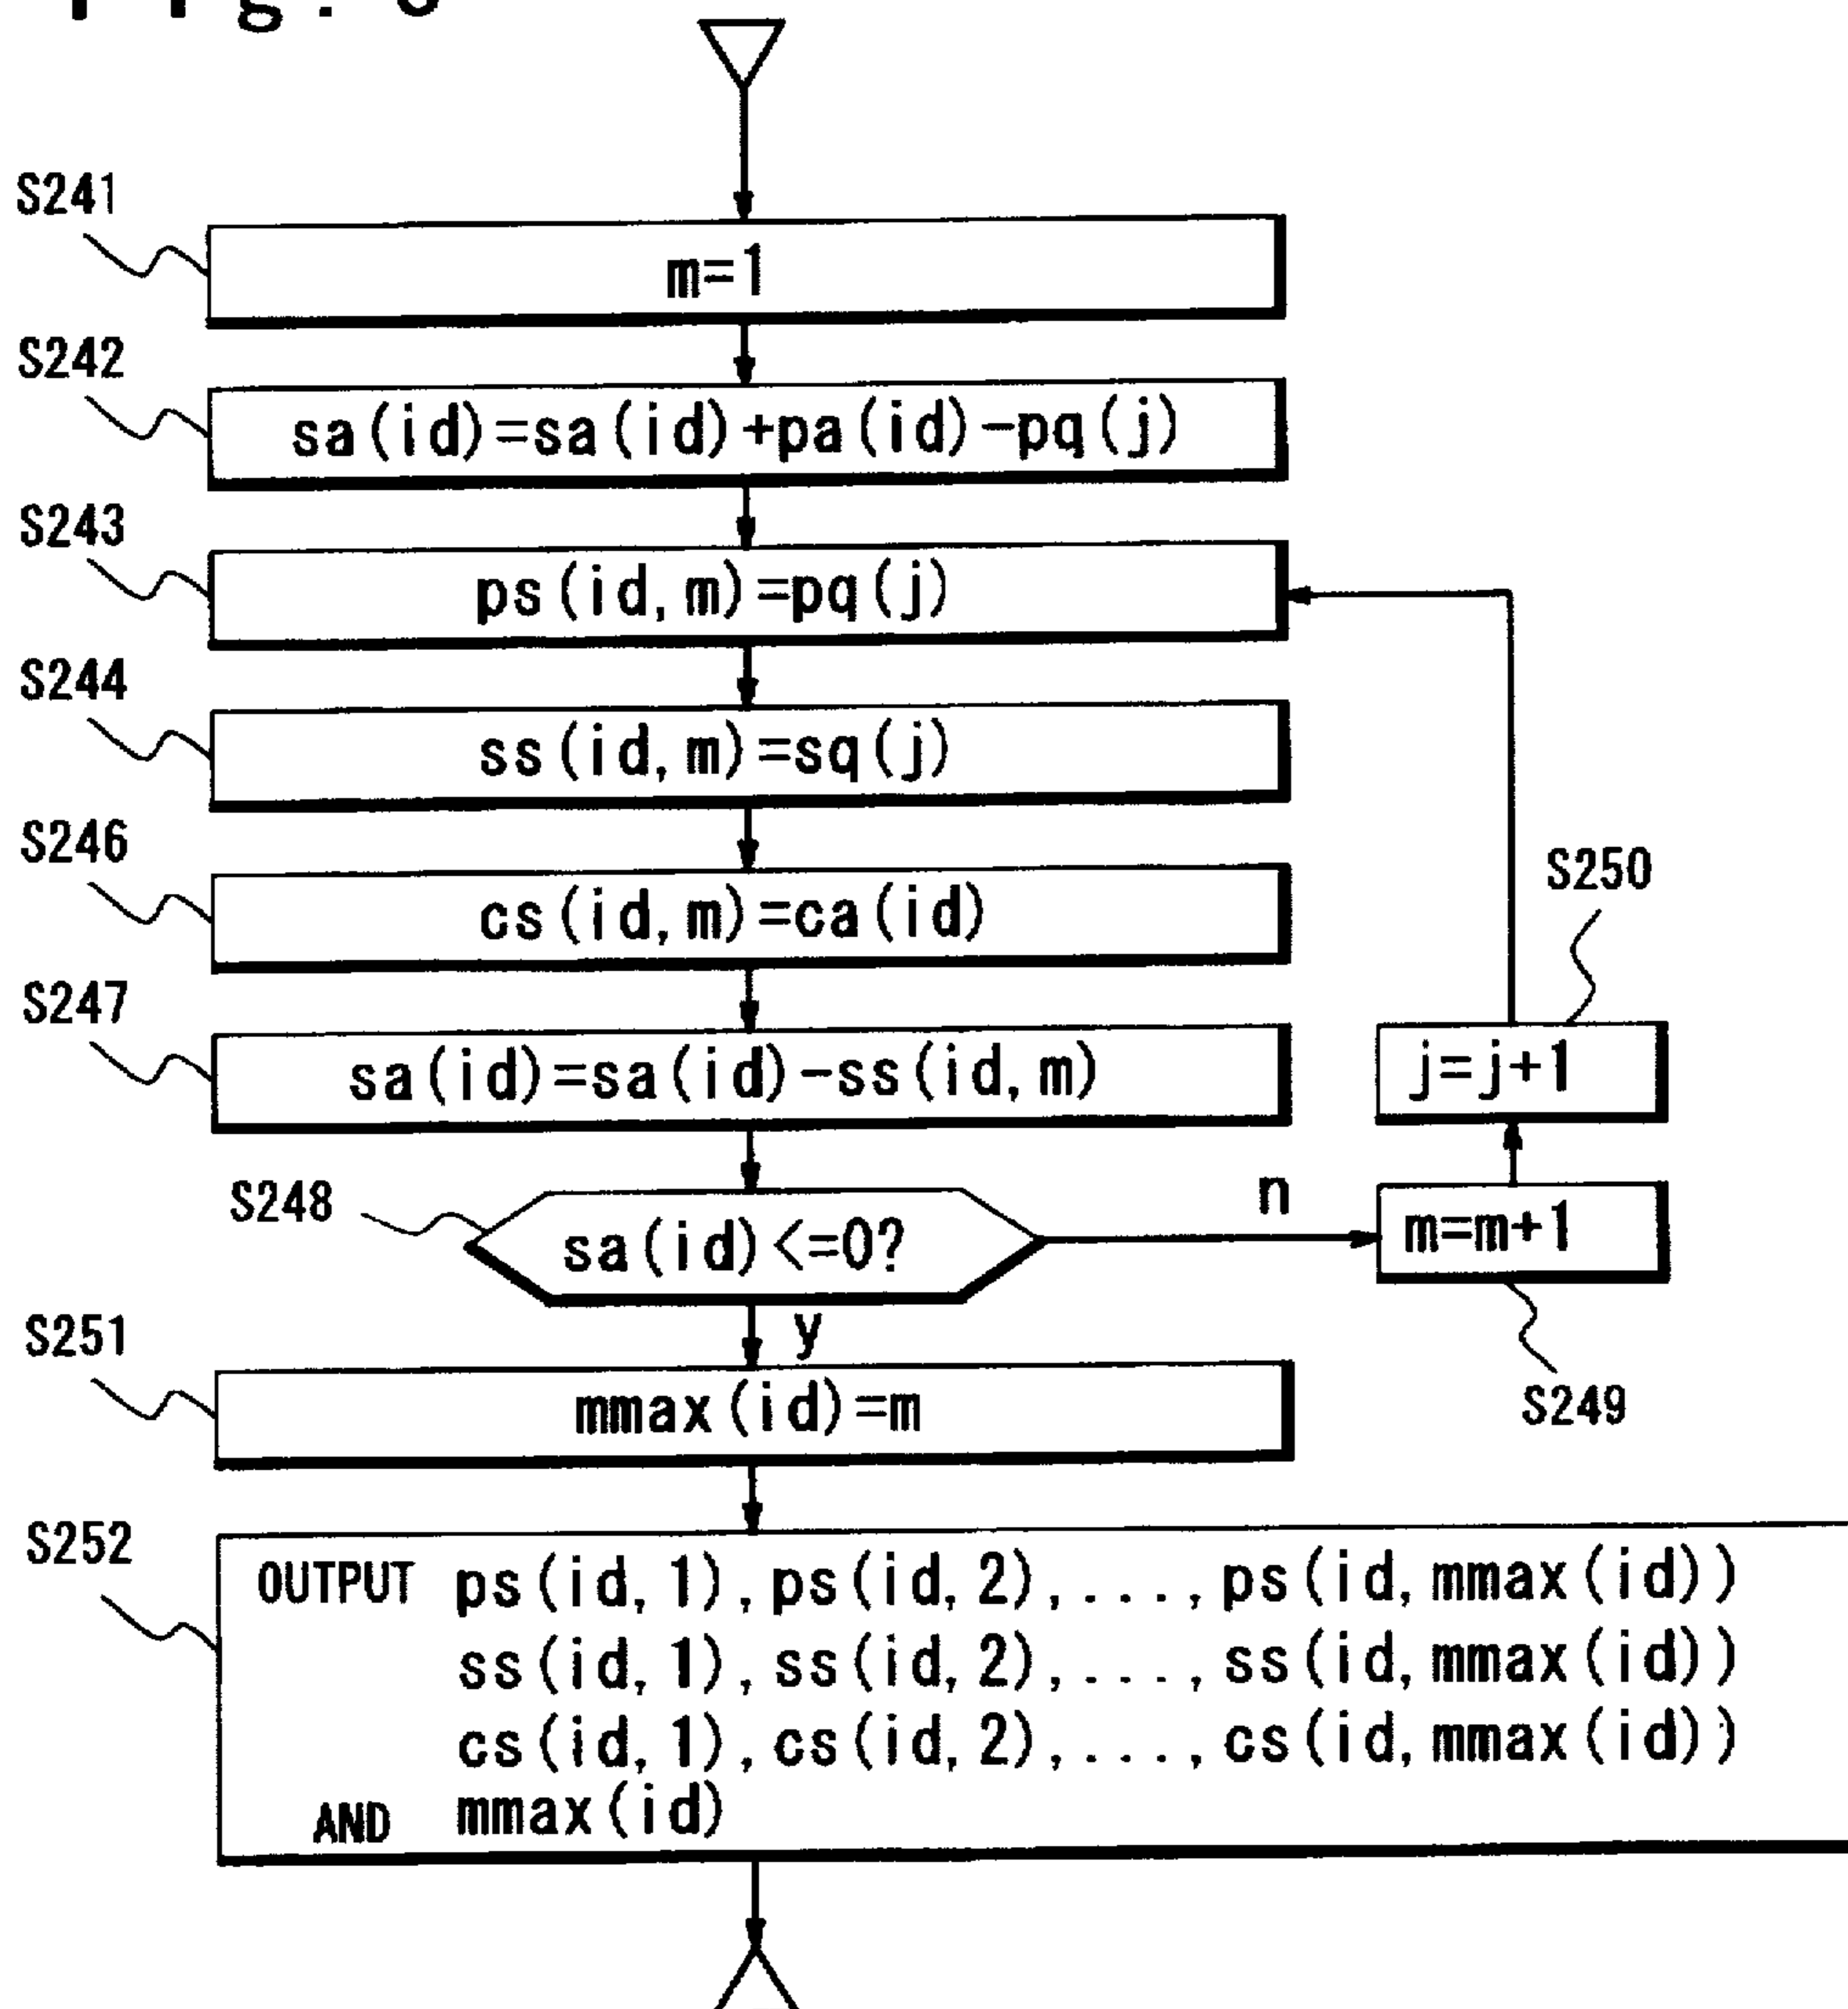 S241
m=1
S242
sa(id)=sa(id)+pa(id)-pq(j)
S243
ps(id,m)=pq(j)
S244
ss(id,m)=sq(j)
S246
cs(id,m)=ca(id)
S250
S247
sa(id)=sa(id)-ss(id,m)
j=j+1
S248
sa(id)<=0?
n
m=m+1
y
S251
mmax(id)=m
S249
S252
OUTPUT ps(id,1),ps(id,2),...,ps(id,mmax(id))
ss(id,1),ss(id,2),...,ss(id,mmax(id))
cs(id,1),cs(id,2),...,cs(id,mmax(id))
AND mmax(id)